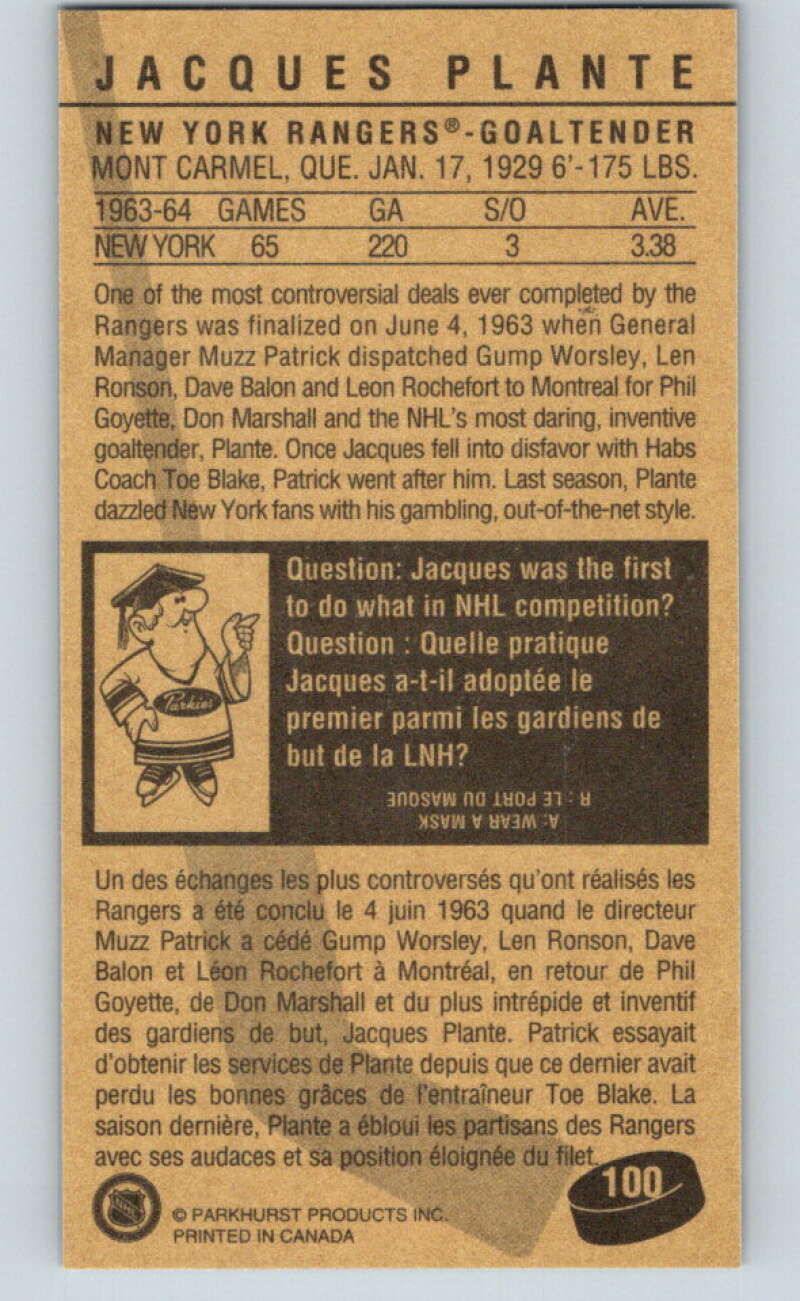 JACQUES PLANTE
NEW YORK RANGERS®-GOALTENDER
MONT CARMEL, QUE. JAN. 17, 1929 6'-175 LBS.
1963-64 GAMES GA S/O AVE.
NEW YORK 65 220 3 3.38
One of the most controversial deals ever completed by the
Rangers was finalized on June 4, 1963 when General
Manager Muzz Patrick dispatched Gump Worsley, Len
Ronson, Dave Balon and Leon Rochefort to Montreal for Phil
Goyette, Don Marshall and the NHL's most daring, inventive
goaltender, Plante. Once Jacques fell into disfavor with Habs
Coach Toe Blake, Patrick went after him. Last season, Plante
dazzled New York fans with his gambling, out-of-the-net style.
Parkies
Question: Jacques was the first
to do what in NHL competition?
Question : Quelle pratique
Jacques a-t-il adoptée le
premier parmi les gardiens de
but de la LNH?
A: WEAR A MASK
R : LE PORT DU MASQUE
Un des échanges les plus controversés qu'ont réalisés les
Rangers a été conclu le 4 juin 1963 quand le directeur
Muzz Patrick a cédé Gump Worsley, Len Ronson, Dave
Balon et Léon Rochefort à Montréal, en retour de Phil
Goyette, de Don Marshall et du plus intrépide et inventif
des gardiens de but, Jacques Plante. Patrick essayait
d'obtenir les services de Plante depuis que ce dernier avait
perdu les bonnes grâces de l'entraîneur Toe Blake. La
saison dernière, Plante a ébloui les partisans des Rangers
avec ses audaces et sa position éloignée du filet.
100
© PARKHURST PRODUCTS INC.
PRINTED IN CANADA